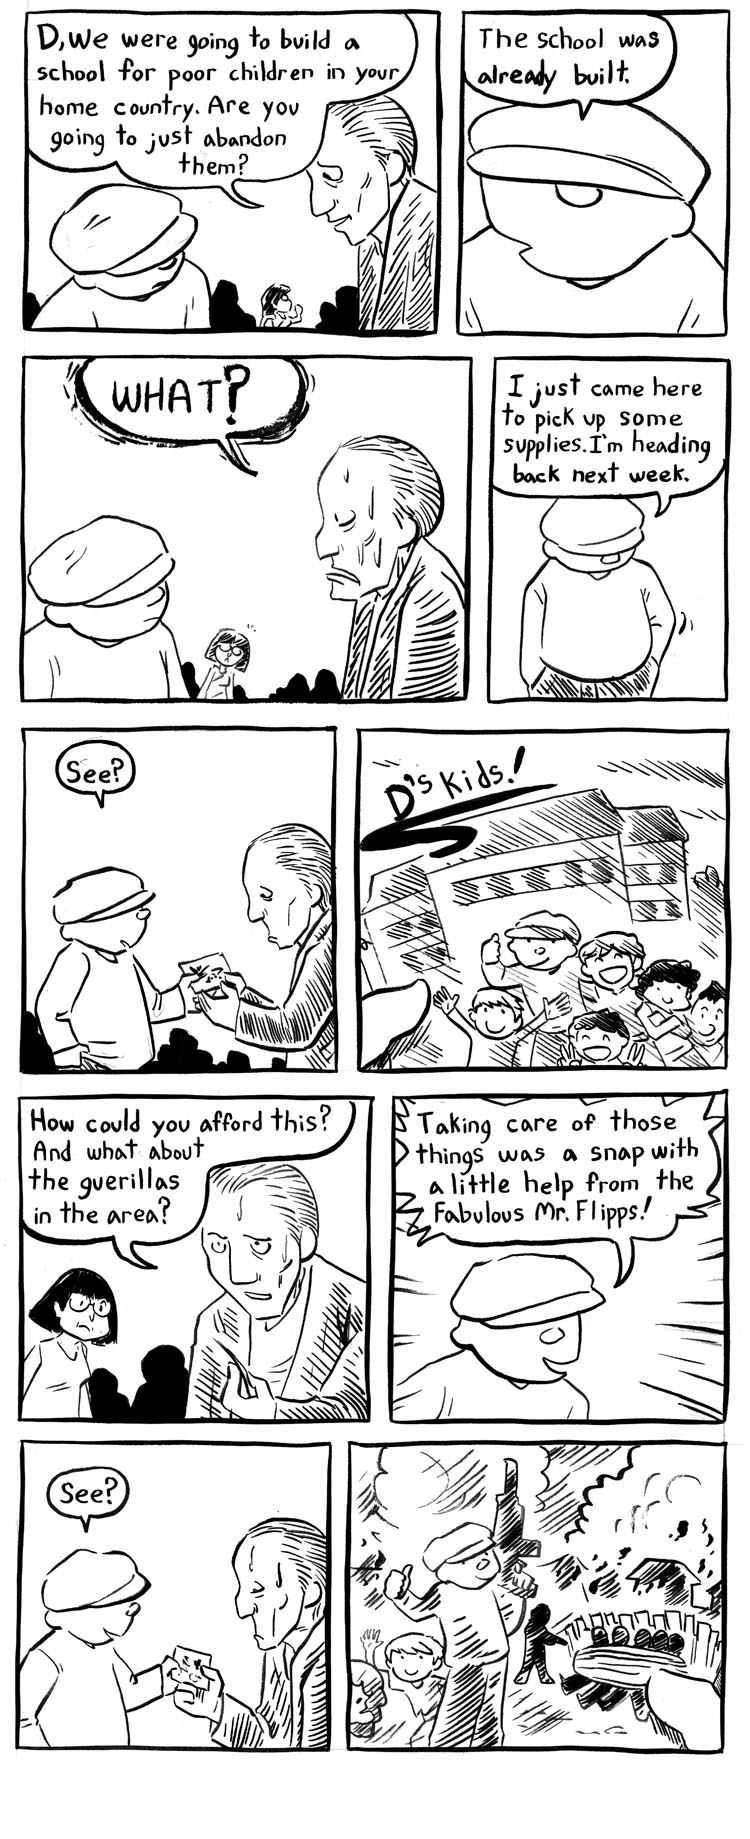 D, We were going to build a
school for poor children in your
home country. Are you
going to just abandon
them?
The school was
already built.
WHAT?
I just came here
to pick up some
supplies. I'm heading
back next week.
See?
D's Kids!
How could you afford this?
And what about
the guerillas
in the area?
Taking care of those
things was a snap with
a little help from the
Fabulous Mr. Flipps!
See?